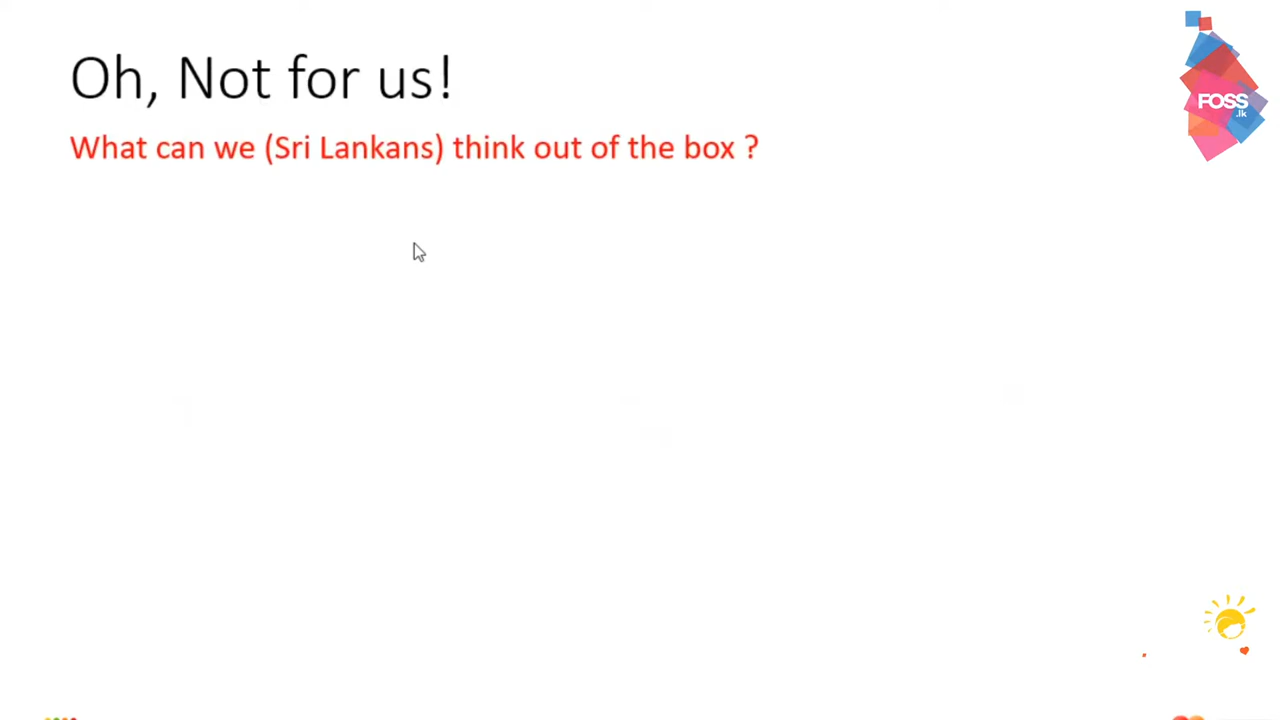 Oh, Not for us!
What can we (Sri Lankans) think out of the box ?
FOSS
.lk